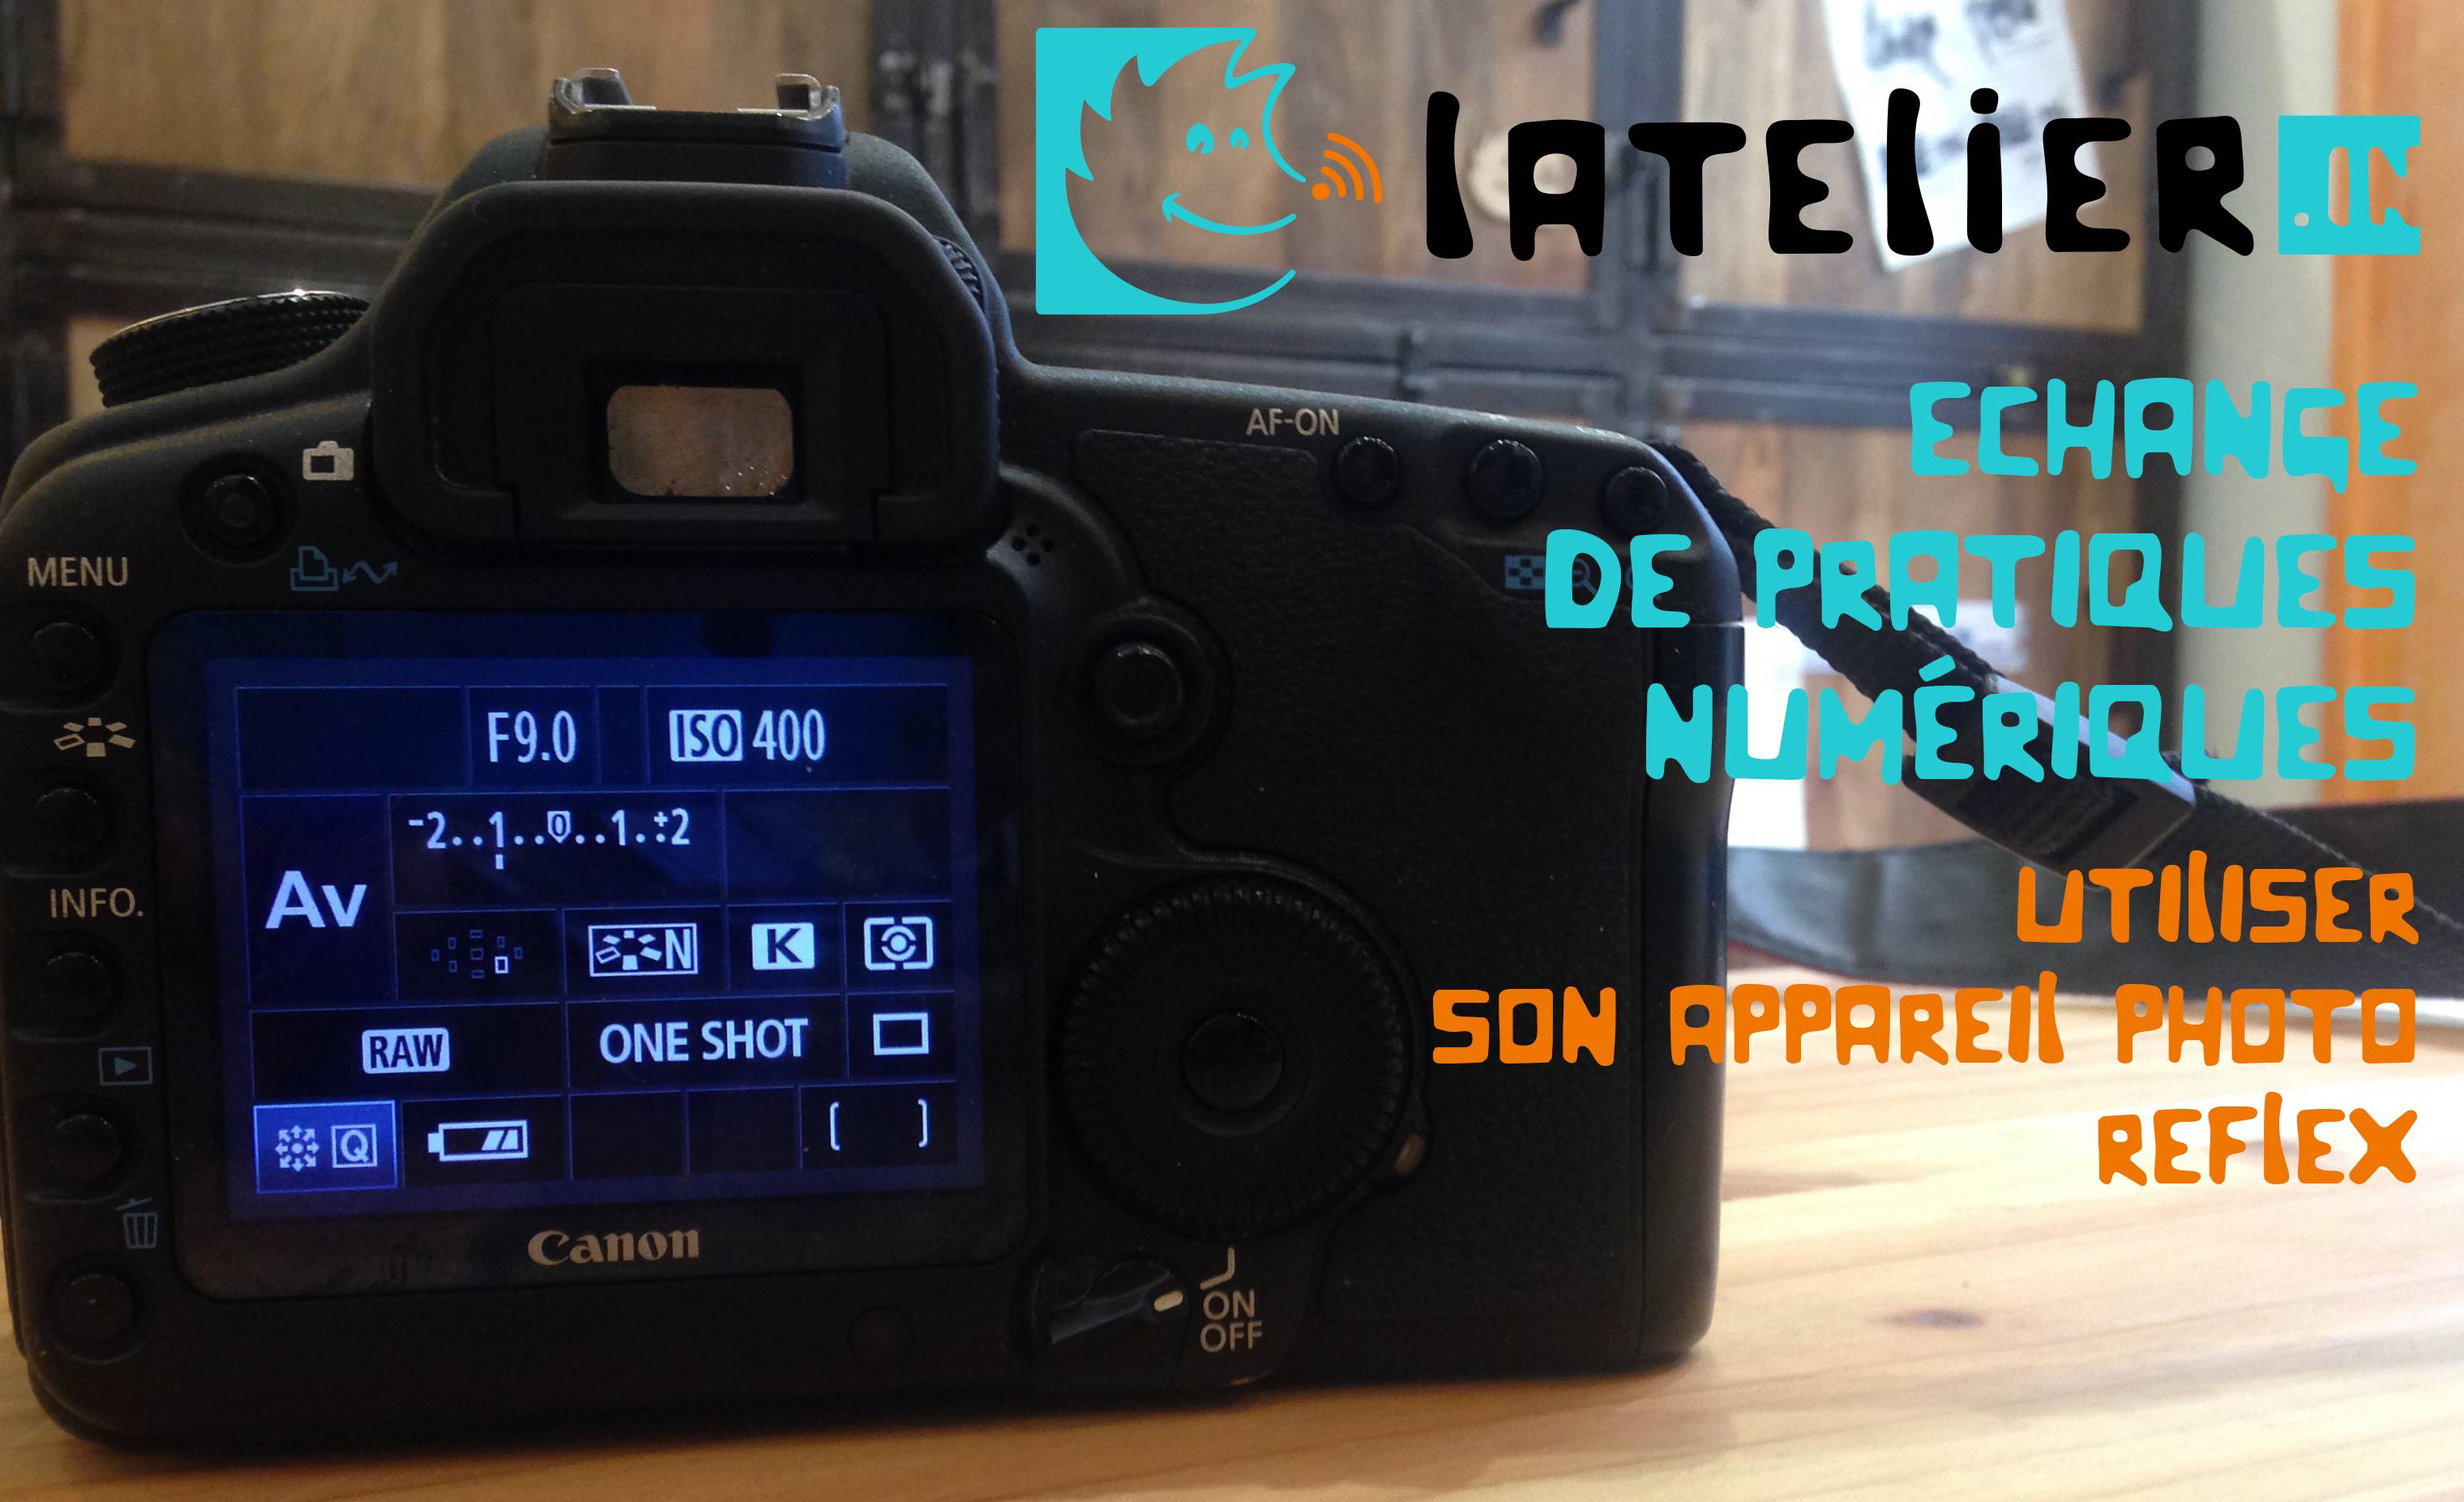 LATELIER
.IN
ECHANGE
DE PRATIQUES
NUMÉRIQUES
UTILISER
SON APPAREIL PHOTO
REFLEX
AF-ON
MENU
INFO.
F9.0
ISO 400
-2..1..0..1.:+2
Av
N
K
RAW
ONE SHOT
Q
[ ]
Canon
ON
OFF